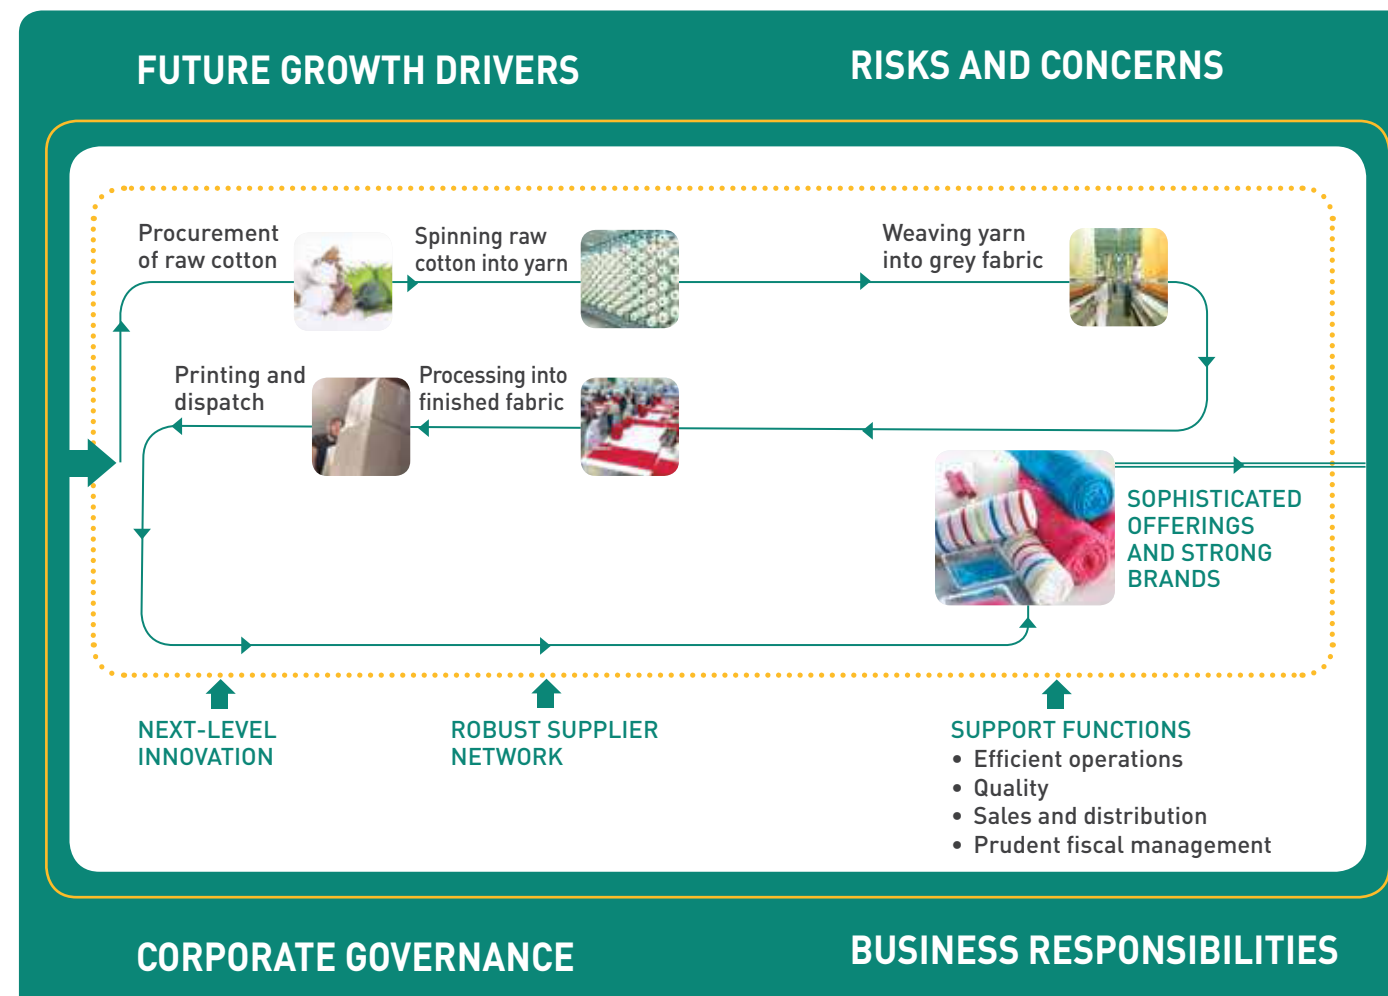 FUTURE GROWTH DRIVERS
RISKS AND CONCERNS
Procurement
of raw cotton
Spinning raw
cotton into yarn
Weaving yarn
into grey fabric
Printing and
dispatch
Processing into
finished fabric
SOPHISTICATED
OFFERINGS
AND STRONG
BRANDS
NEXT-LEVEL
INNOVATION
ROBUST SUPPLIER
NETWORK
SUPPORT FUNCTIONS
• Efficient operations
• Quality
• Sales and distribution
• Prudent fiscal management
CORPORATE GOVERNANCE
BUSINESS RESPONSIBILITIES